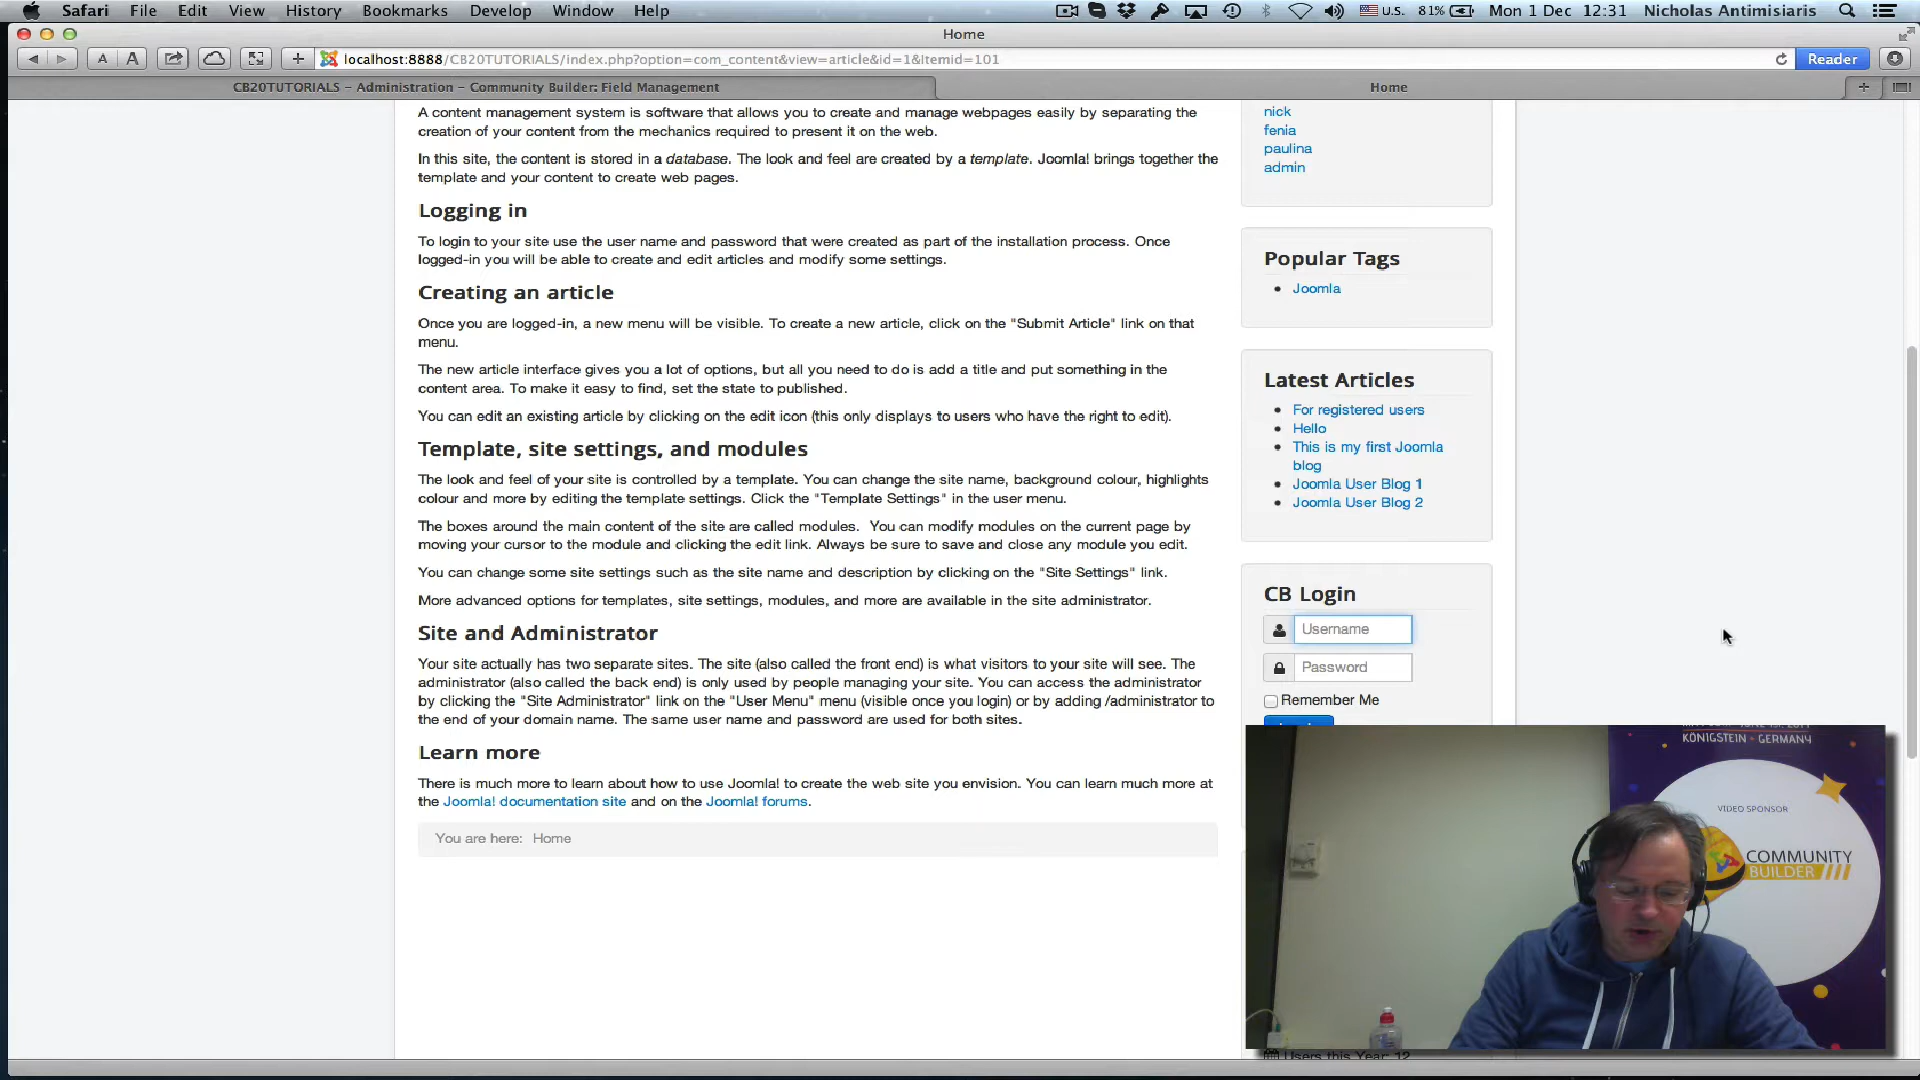 Safari File Edit View History Bookmarks Develop Window Help U.S. 81% Mon 1 Dec 12:31 Nicholas Antimisiaris
Home
A A + localhost:8888/CB20TUTORIALS/index.php?option=com_content&view=article&id=1&Itemid=101 Reader
CB20TUTORIALS – Administration – Community Builder: Field Management
Home
A content management system is software that allows you to create and manage webpages easily by separating the
creation of your content from the mechanics required to present it on the web.
In this site, the content is stored in a database. The look and feel are created by a template. Joomla! brings together the
template and your content to create web pages.
Logging in
To login to your site use the user name and password that were created as part of the installation process. Once
logged-in you will be able to create and edit articles and modify some settings.
Creating an article
Once you are logged-in, a new menu will be visible. To create a new article, click on the "Submit Article" link on that
menu.
The new article interface gives you a lot of options, but all you need to do is add a title and put something in the
content area. To make it easy to find, set the state to published.
You can edit an existing article by clicking on the edit icon (this only displays to users who have the right to edit).
Template, site settings, and modules
The look and feel of your site is controlled by a template. You can change the site name, background colour, highlights
colour and more by editing the template settings. Click the "Template Settings" in the user menu.
The boxes around the main content of the site are called modules.  You can modify modules on the current page by
moving your cursor to the module and clicking the edit link. Always be sure to save and close any module you edit.
You can change some site settings such as the site name and description by clicking on the "Site Settings" link.
More advanced options for templates, site settings, modules, and more are available in the site administrator.
Site and Administrator
Your site actually has two separate sites. The site (also called the front end) is what visitors to your site will see. The
administrator (also called the back end) is only used by people managing your site. You can access the administrator
by clicking the "Site Administrator" link on the "User Menu" menu (visible once you login) or by adding /administrator to
the end of your domain name. The same user name and password are used for both sites.
Learn more
There is much more to learn about how to use Joomla! to create the web site you envision. You can learn much more at
the Joomla! documentation site and on the Joomla! forums.
You are here: Home
nick
fenia
paulina
admin
Popular Tags
• Joomla
Latest Articles
• For registered users
• Hello
• This is my first Joomla
blog
• Joomla User Blog 1
• Joomla User Blog 2
CB Login
Username
Password
Remember Me
KÖNIGSTEIN - GERMANY
VIDEO SPONSOR
COMMUNITY
BUILDER
Users this Year: 12